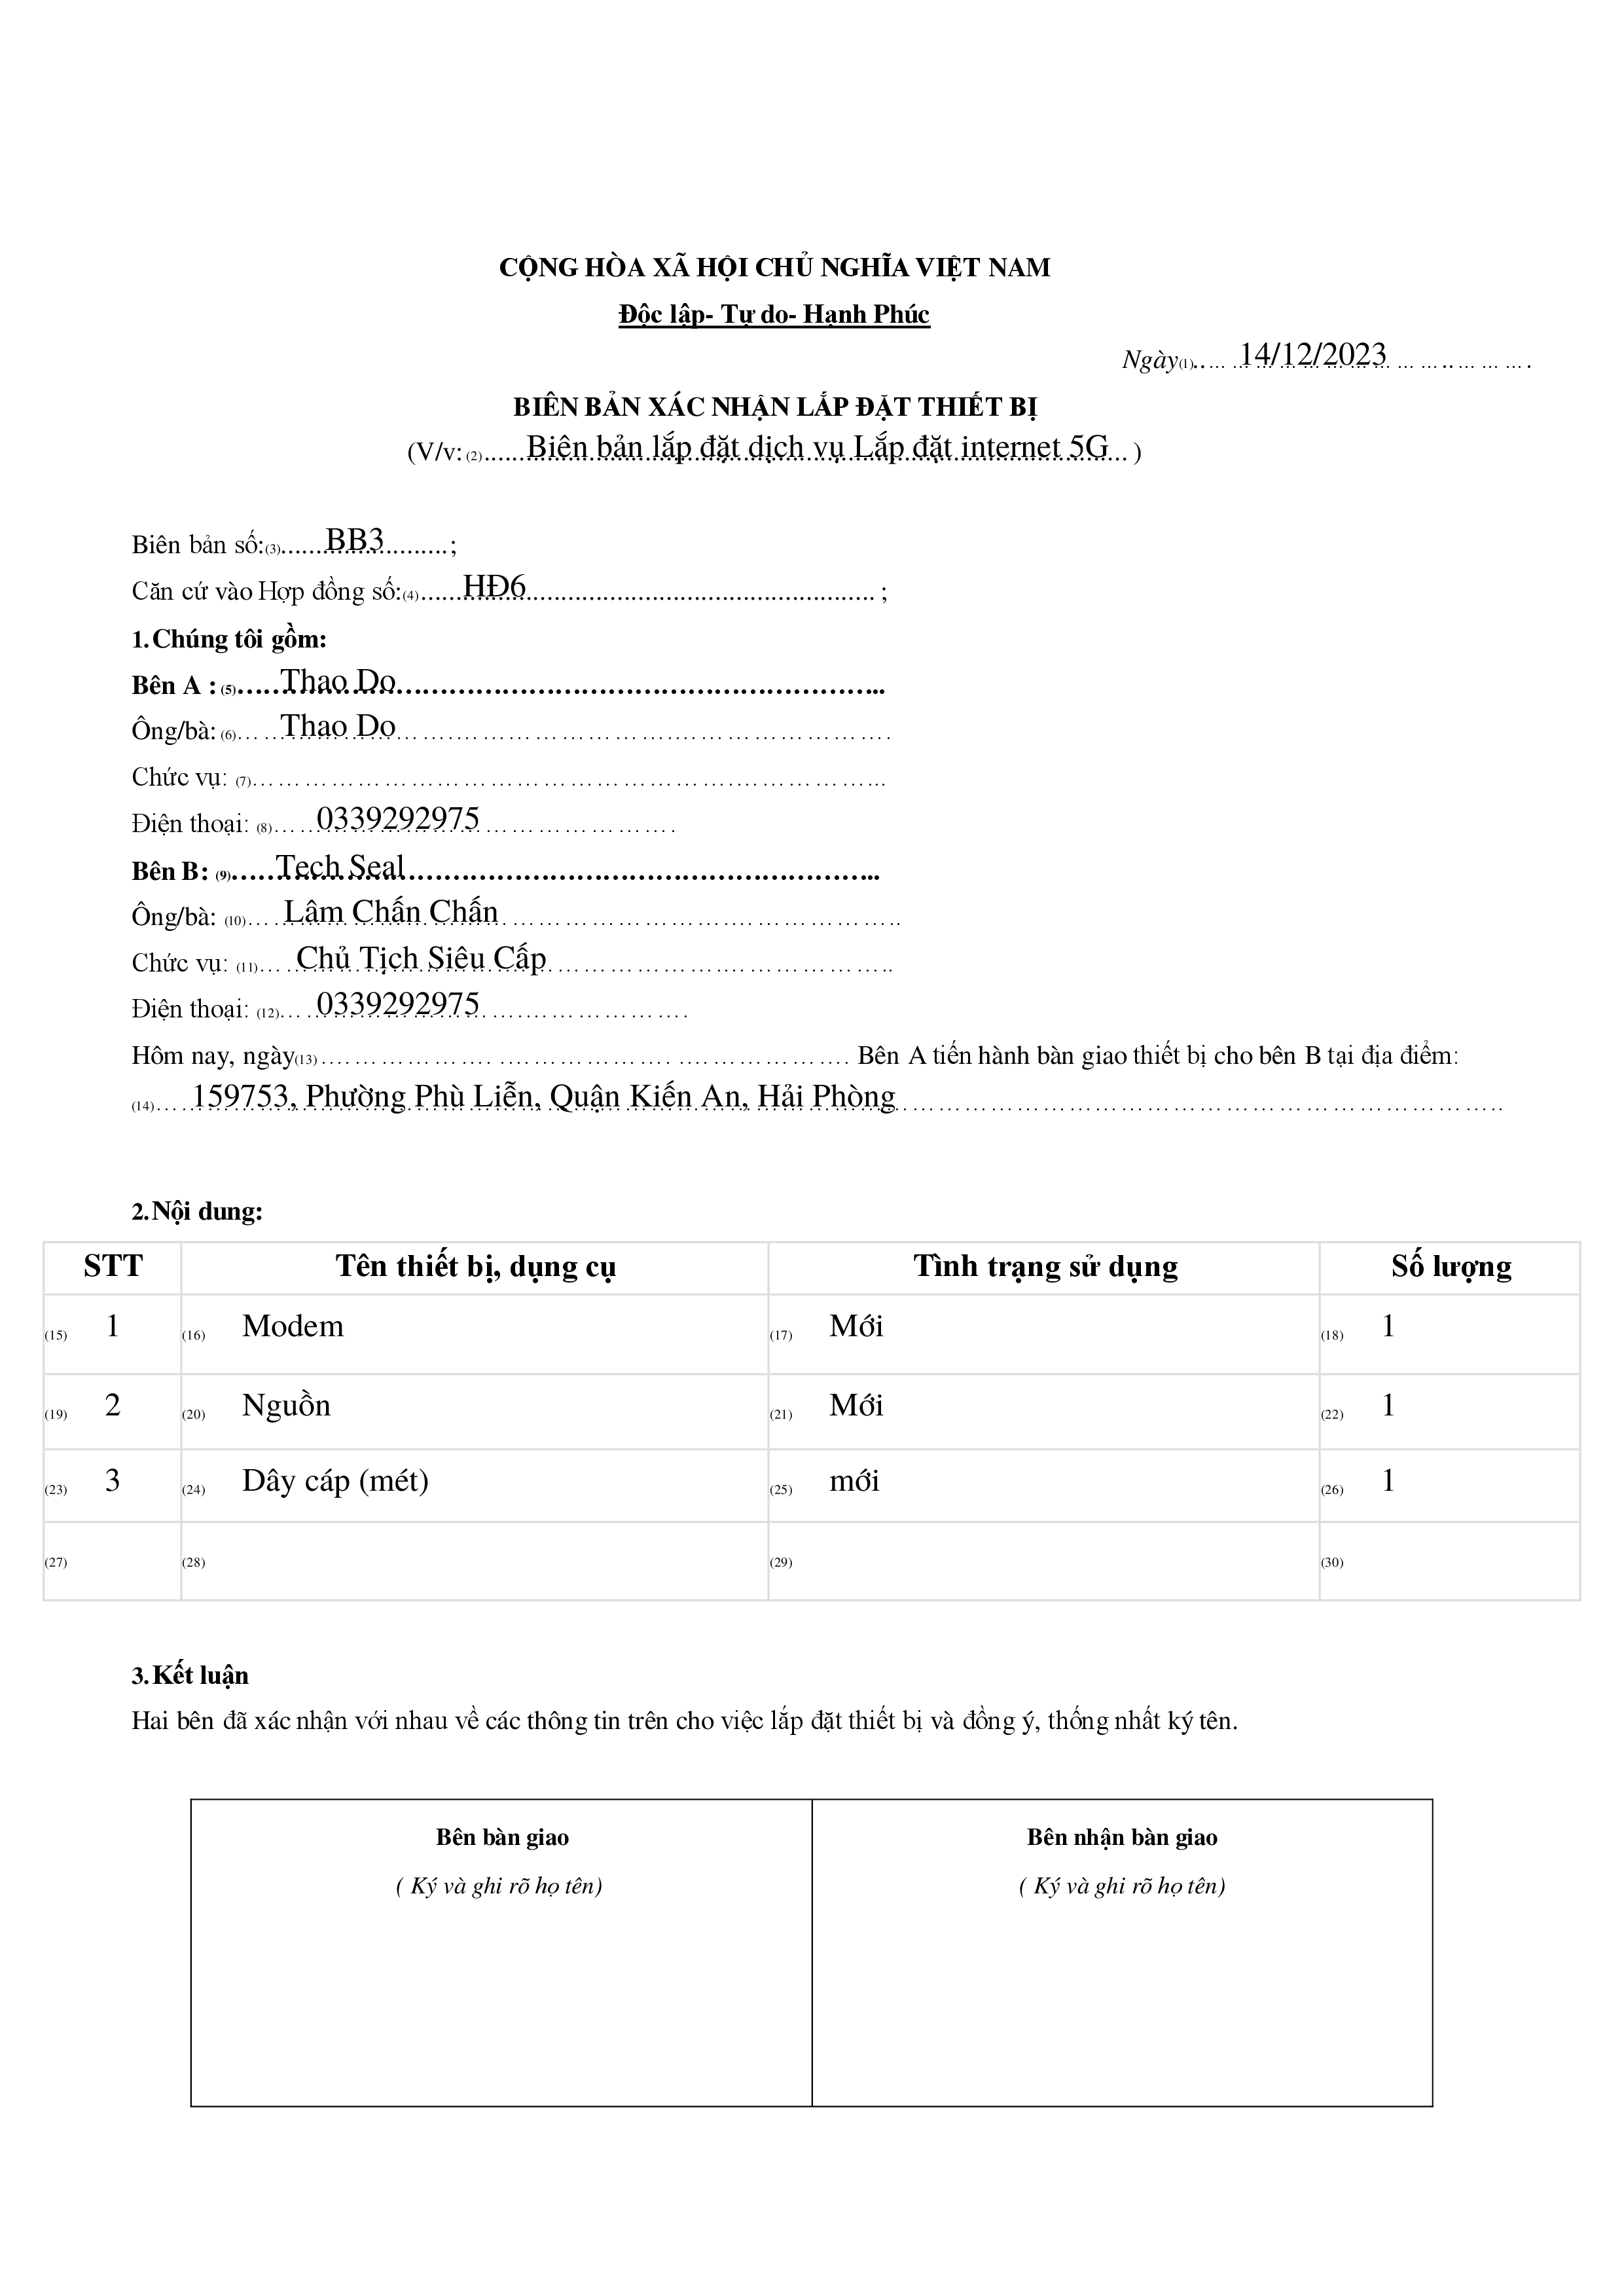 CỘNG HÒA XÃ HỘI CHỦ NGHĨA VIỆT NAM
Độc lập- Tự do- Hạnh Phúc
Ngày(1)..... 14/12/2023 .....
BIÊN BẢN XÁC NHẬN LẮP ĐẶT THIẾT BỊ
(V/v: (2)..... Biên bản lắp đặt dịch vụ Lắp đặt internet 5G ... )
Biên bản số:(3)..... BB3 .....;
Căn cứ vào Hợp đồng số:(4)..... HĐ6 ..... ;
1. Chúng tôi gồm:
Bên A : (5)..... Thao Do .....
Ông/bà: (6)..... Thao Do .....
Chức vụ: (7).....
Điện thoại: (8)..... 0339292975 .....
Bên B: (9)..... Tech Seal .....
Ông/bà: (10)..... Lâm Chấn Chấn .....
Chức vụ: (11)..... Chủ Tịch Siêu Cấp .....
Điện thoại: (12)..... 0339292975 .....
Hôm nay, ngày(13)..... Bên A tiến hành bàn giao thiết bị cho bên B tại địa điểm:
(14)..... 159753, Phường Phù Liễn, Quận Kiến An, Hải Phòng .....
2. Nội dung:
STT Tên thiết bị, dụng cụ Tình trạng sử dụng Số lượng
(15) 1 (16) Modem (17) Mới (18) 1
(19) 2 (20) Nguồn (21) Mới (22) 1
(23) 3 (24) Dây cáp (mét) (25) mới (26) 1
(27) (28) (29) (30)
3. Kết luận
Hai bên đã xác nhận với nhau về các thông tin trên cho việc lắp đặt thiết bị và đồng ý, thống nhất ký tên.
Bên bàn giao Bên nhận bàn giao
( Ký và ghi rõ họ tên) ( Ký và ghi rõ họ tên)